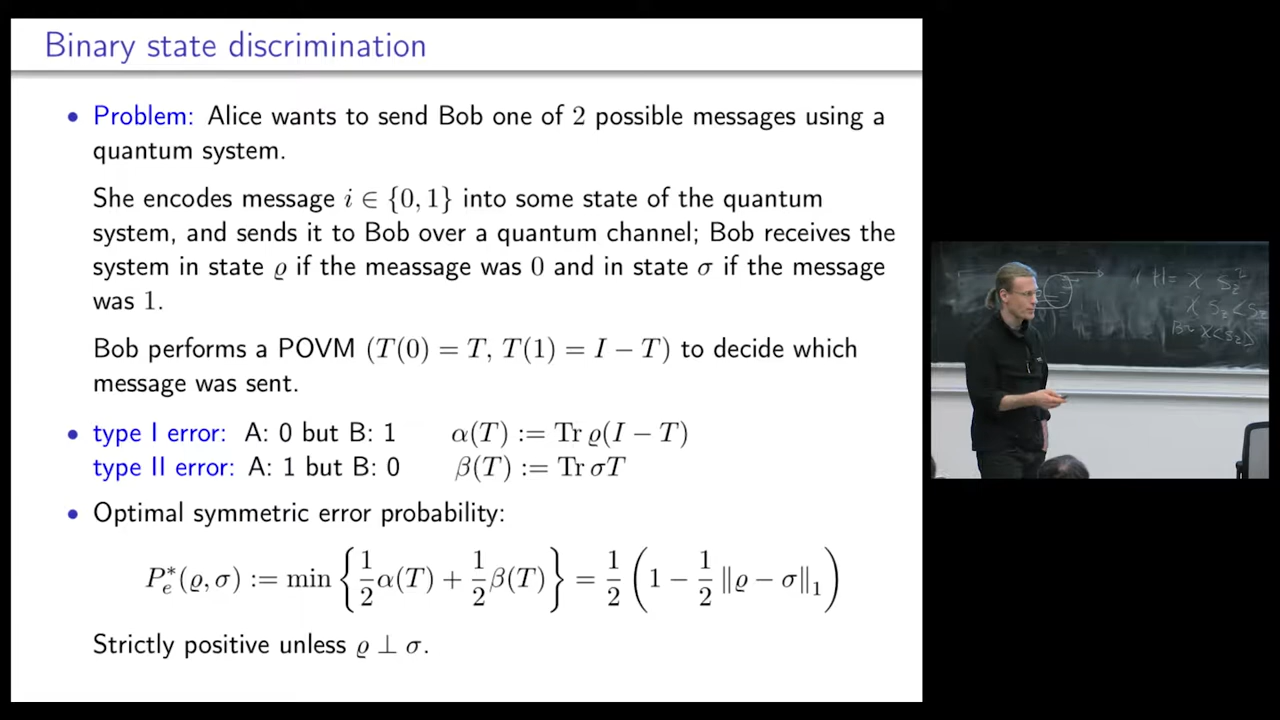 Binary state discrimination
• Problem: Alice wants to send Bob one of 2 possible messages using a
quantum system.
She encodes message i ∈ {0, 1} into some state of the quantum
system, and sends it to Bob over a quantum channel; Bob receives the
system in state ϱ if the meassage was 0 and in state σ if the message
was 1.
Bob performs a POVM (T(0) = T, T(1) = I − T) to decide which
message was sent.
• type I error: A: 0 but B: 1 α(T) := Tr ϱ(I − T)
type II error: A: 1 but B: 0 β(T) := Tr σT
• Optimal symmetric error probability:
P*ₑ(ϱ, σ) := min {1/2 α(T) + 1/2 β(T)} = 1/2 (1 − 1/2 ‖ϱ − σ‖₁)
Strictly positive unless ϱ ⊥ σ.
H = X S_z²
X S_z < S_z
X < S_z >